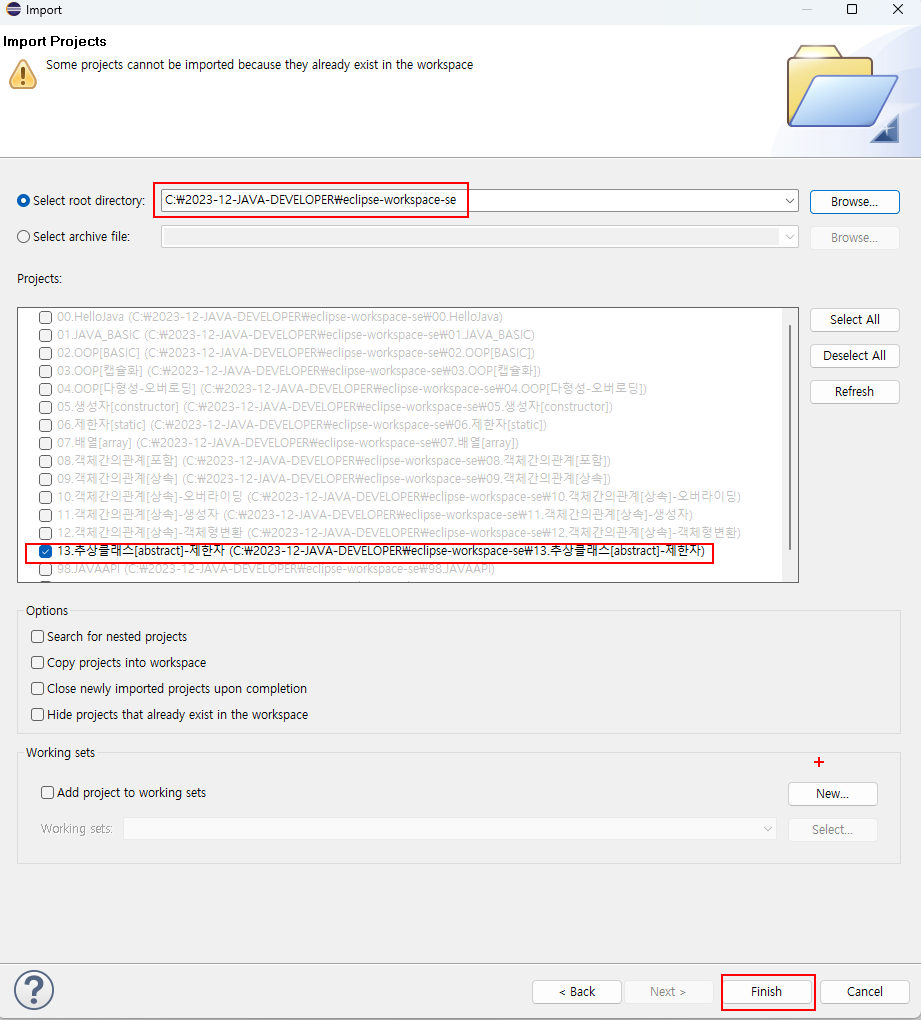 Import
Import Projects
Some projects cannot be imported because they already exist in the workspace
Select root directory: C:₩2023-12-JAVA-DEVELOPER₩eclipse-workspace-se Browse...
Select archive file: Browse...
Projects:
00.HelloJava (C:₩2023-12-JAVA-DEVELOPER₩eclipse-workspace-se₩00.HelloJava)
01.JAVA_BASIC (C:₩2023-12-JAVA-DEVELOPER₩eclipse-workspace-se₩01.JAVA_BASIC)
02.OOP[BASIC] (C:₩2023-12-JAVA-DEVELOPER₩eclipse-workspace-se₩02.OOP[BASIC])
03.OOP[캡슐화] (C:₩2023-12-JAVA-DEVELOPER₩eclipse-workspace-se₩03.OOP[캡슐화])
04.OOP[다형성-오버로딩] (C:₩2023-12-JAVA-DEVELOPER₩eclipse-workspace-se₩04.OOP[다형성-오버로딩])
05.생성자[constructor] (C:₩2023-12-JAVA-DEVELOPER₩eclipse-workspace-se₩05.생성자[constructor])
06.제한자[static] (C:₩2023-12-JAVA-DEVELOPER₩eclipse-workspace-se₩06.제한자[static])
07.배열[array] (C:₩2023-12-JAVA-DEVELOPER₩eclipse-workspace-se₩07.배열[array])
08.객체간의관계[포함] (C:₩2023-12-JAVA-DEVELOPER₩eclipse-workspace-se₩08.객체간의관계[포함])
09.객체간의관계[상속] (C:₩2023-12-JAVA-DEVELOPER₩eclipse-workspace-se₩09.객체간의관계[상속])
10.객체간의관계[상속]-오버라이딩 (C:₩2023-12-JAVA-DEVELOPER₩eclipse-workspace-se₩10.객체간의관계[상속]-오버라이딩)
11.객체간의관계[상속]-생성자 (C:₩2023-12-JAVA-DEVELOPER₩eclipse-workspace-se₩11.객체간의관계[상속]-생성자)
12.객체간의관계[상속]-객체형변환 (C:₩2023-12-JAVA-DEVELOPER₩eclipse-workspace-se₩12.객체간의관계[상속]-객체형변환)
13.추상클래스[abstract]-제한자 (C:₩2023-12-JAVA-DEVELOPER₩eclipse-workspace-se₩13.추상클래스[abstract]-제한자)
98.JAVAAPI (C:₩2023-12-JAVA-DEVELOPER₩eclipse-workspace-se₩98.JAVAAPI)
Select All
Deselect All
Refresh
Options
Search for nested projects
Copy projects into workspace
Close newly imported projects upon completion
Hide projects that already exist in the workspace
Working sets
Add project to working sets New...
Working sets: Select...
< Back Next > Finish Cancel